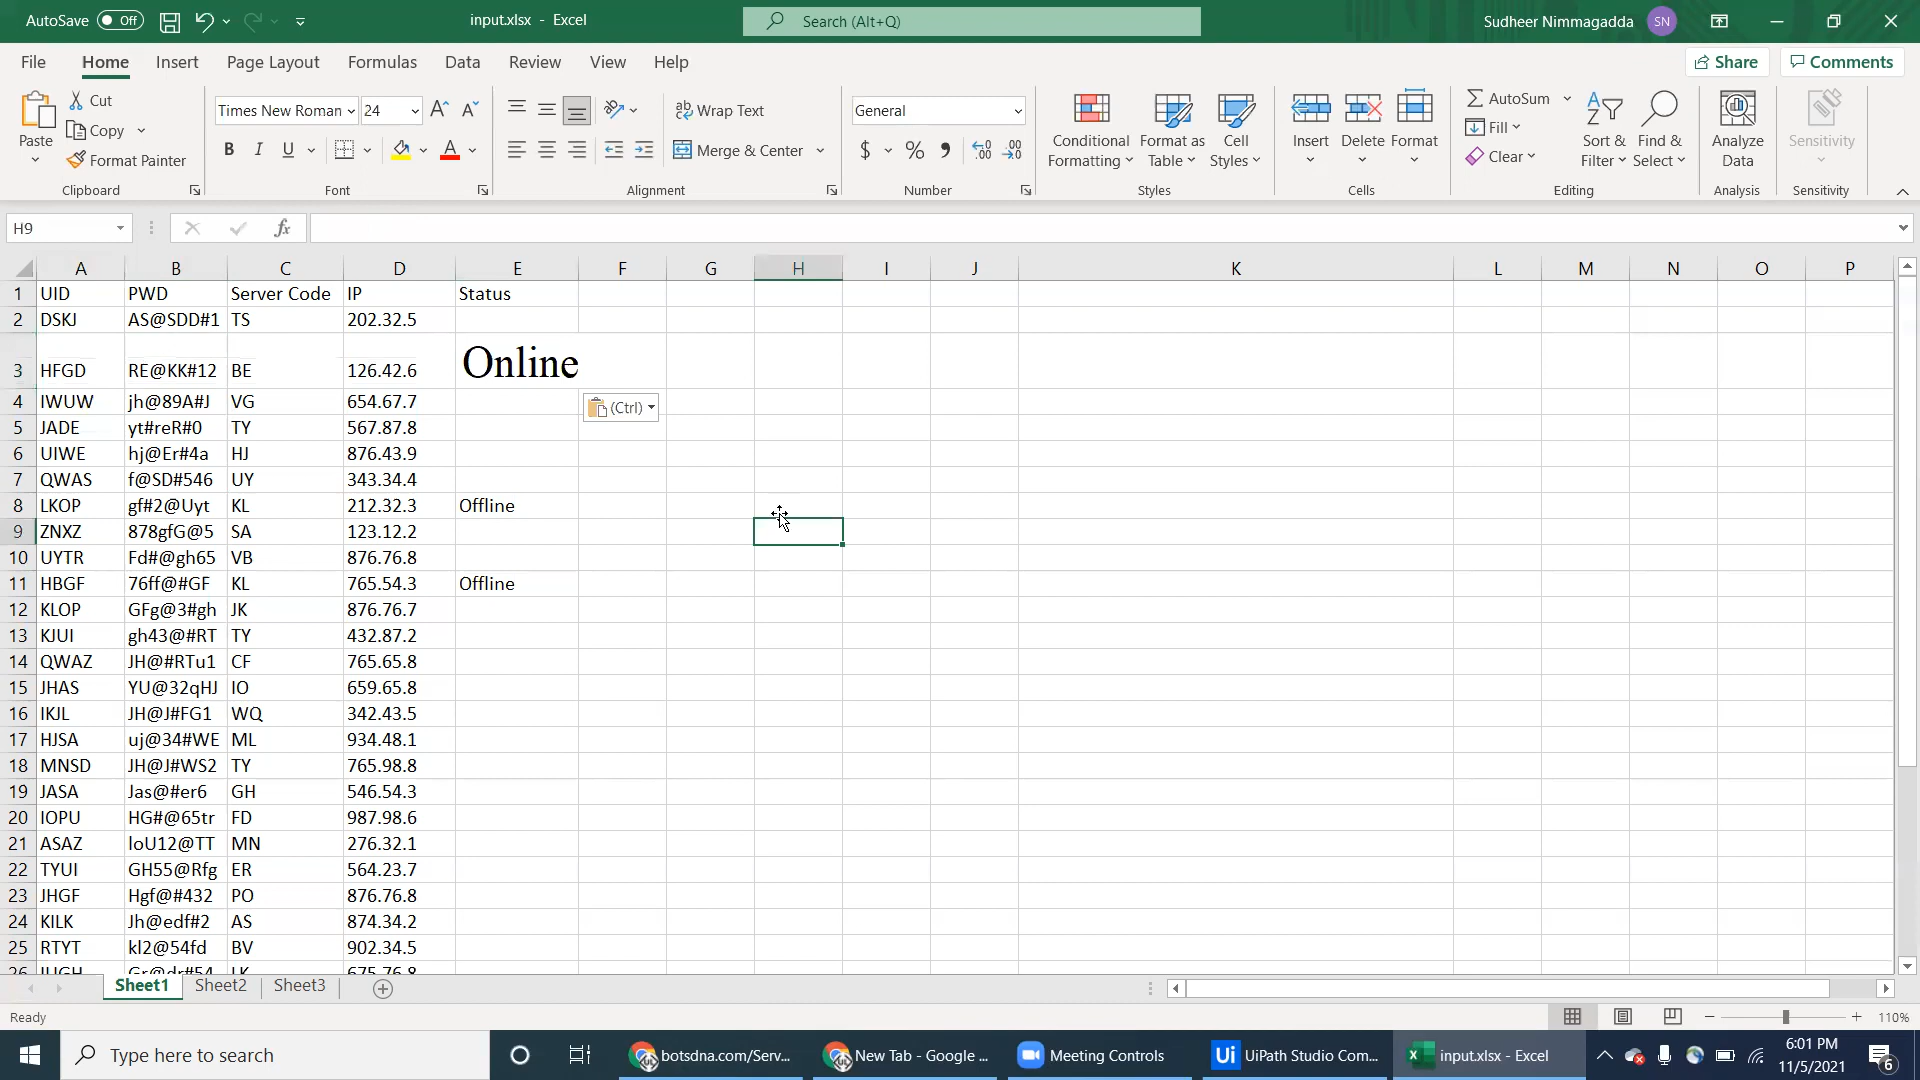 AutoSave Off input.xlsx - Excel Search (Alt+Q) Sudheer Nimmagadda SN
File Home Insert Page Layout Formulas Data Review View Help Share Comments
Paste Cut Copy Format Painter Clipboard
Times New Roman 24 B I U Font
Wrap Text Merge & Center Alignment
General $ % Number
Conditional Formatting Format as Table Cell Styles Styles
Insert Delete Format Cells
AutoSum Fill Clear Sort & Filter Find & Select Editing
Analyze Data Analysis
Sensitivity Sensitivity
H9 fx
A B C D E F G H I J K L M N O P
1 UID PWD Server Code IP Status
2 DSKJ AS@SDD#1 TS 202.32.5
3 HFGD RE@KK#12 BE 126.42.6 Online
4 IWUW jh@89A#J VG 654.67.7 (Ctrl)
5 JADE yt#reR#0 TY 567.87.8
6 UIWE hj@Er#4a HJ 876.43.9
7 QWAS f@SD#546 UY 343.34.4
8 LKOP gf#2@Uyt KL 212.32.3 Offline
9 ZNXZ 878gfG@5 SA 123.12.2
10 UYTR Fd#@gh65 VB 876.76.8
11 HBGF 76ff@#GF KL 765.54.3 Offline
12 KLOP GFg@3#gh JK 876.76.7
13 KJUI gh43@#RT TY 432.87.2
14 QWAZ JH@#RTu1 CF 765.65.8
15 JHAS YU@32qHJ IO 659.65.8
16 IKJL JH@J#FG1 WQ 342.43.5
17 HJSA uj@34#WE ML 934.48.1
18 MNSD JH@J#WS2 TY 765.98.8
19 JASA Jas@#er6 GH 546.54.3
20 IOPU HG#@65tr FD 987.98.6
21 ASAZ loU12@TT MN 276.32.1
22 TYUI GH55@Rfg ER 564.23.7
23 JHGF Hgf@#432 PO 876.76.8
24 KILK Jh@edf#2 AS 874.34.2
25 RTYT kl2@54fd BV 902.34.5
26 675.76.8
Sheet1 Sheet2 Sheet3
Ready 110%
Type here to search botsdna.com/Serv... New Tab - Google ... Meeting Controls UiPath Studio Com... input.xlsx - Excel 6:01 PM
11/5/2021 6